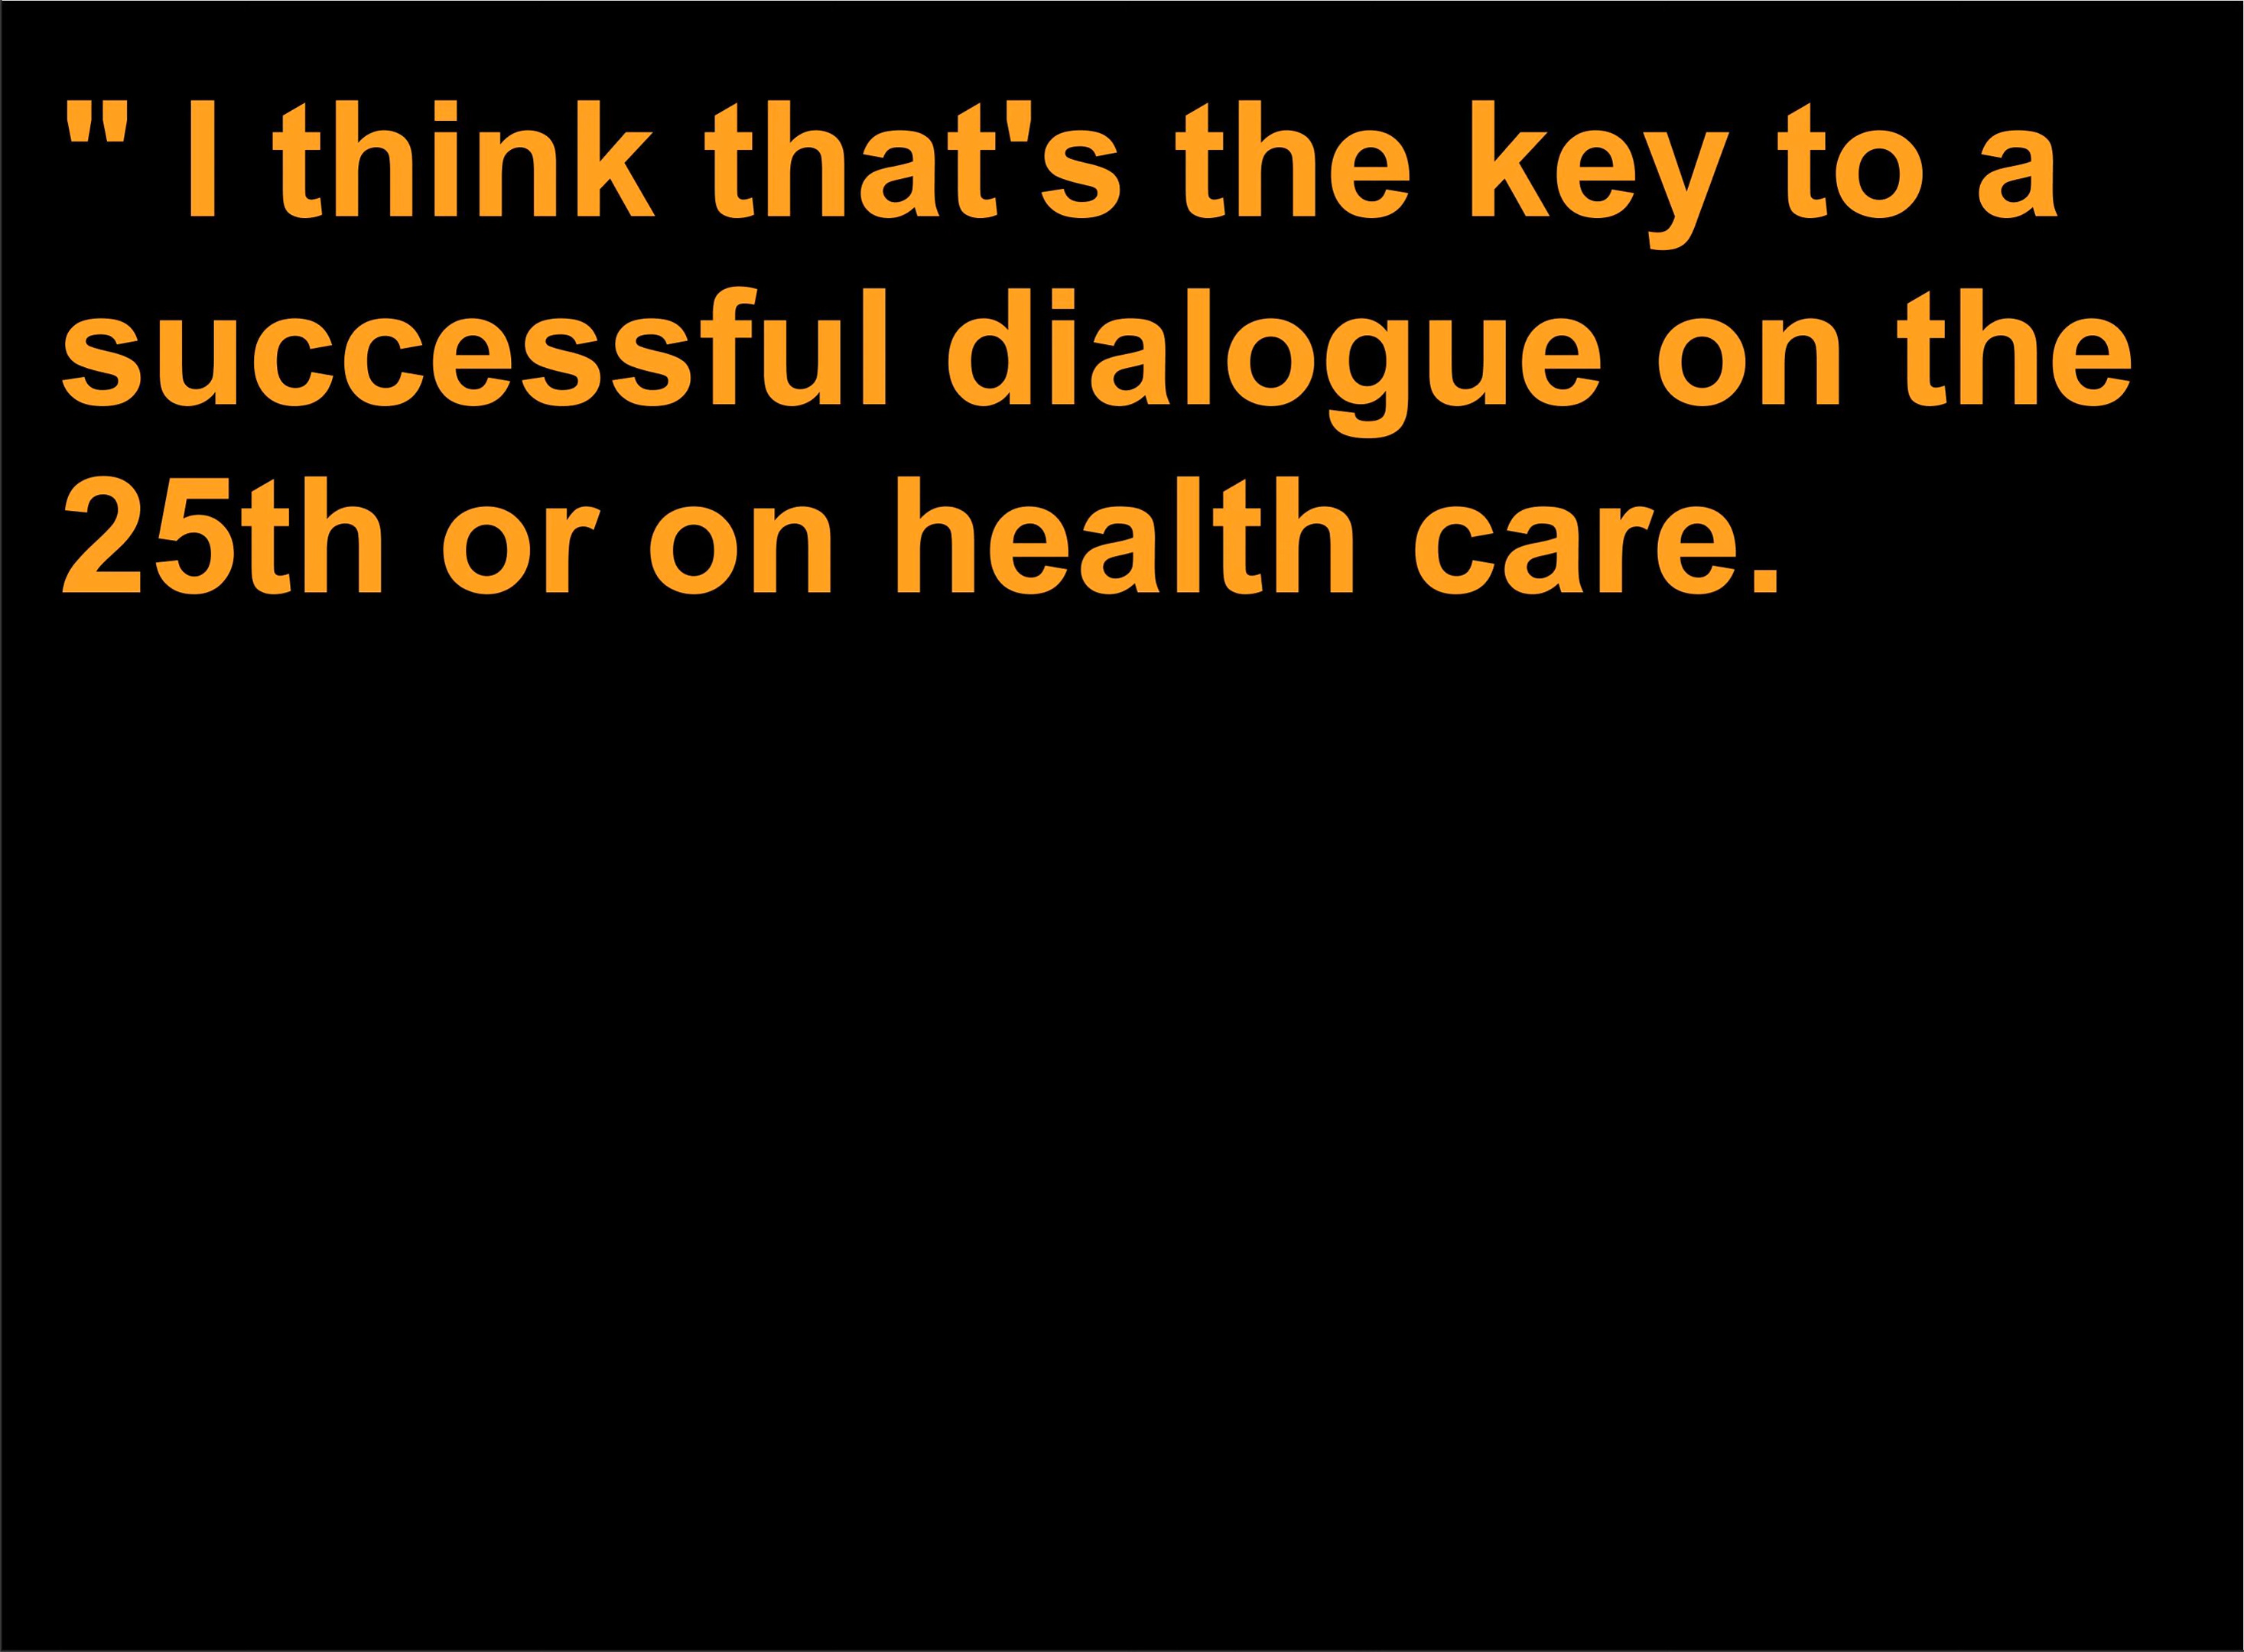 " I think that's the key to a
successful dialogue on the
25th or on health care.